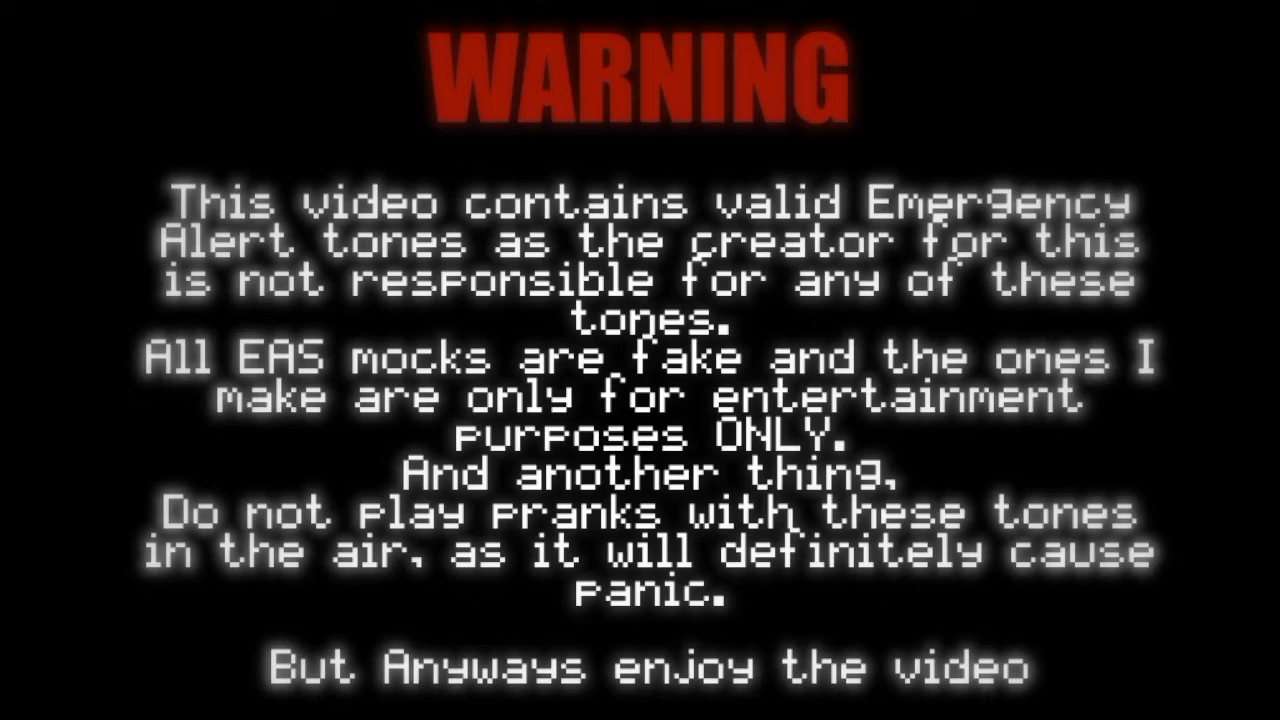 WARNING
This video contains valid Emergency
Alert tones as the creator for this
is not responsible for any of these
tones.
All EAS mocks are fake and the ones I
make are only for entertainment
purposes ONLY.
And another thing,
Do not play pranks with these tones
in the air, as it will definitely cause
panic.
But Anyways enjoy the video